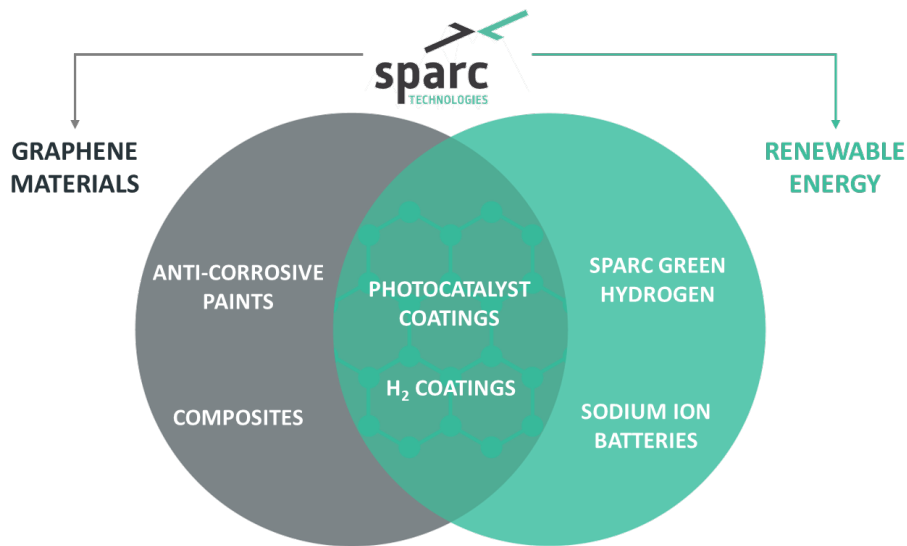 sparc
TECHNOLOGIES
GRAPHENE
MATERIALS
RENEWABLE
ENERGY
ANTI-CORROSIVE
PAINTS
COMPOSITES
PHOTOCATALYST
COATINGS
H₂ COATINGS
SPARC GREEN
HYDROGEN
SODIUM ION
BATTERIES